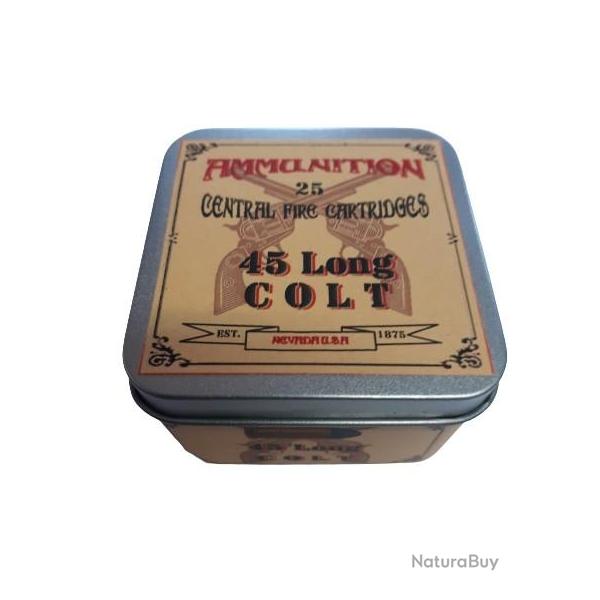 AMMUNITION
25
CENTRAL FIRE CARTRIDGES
45 Long
COLT
EST. NEVADA U.S.A 1875
45 Long
COLT
NaturaBuy